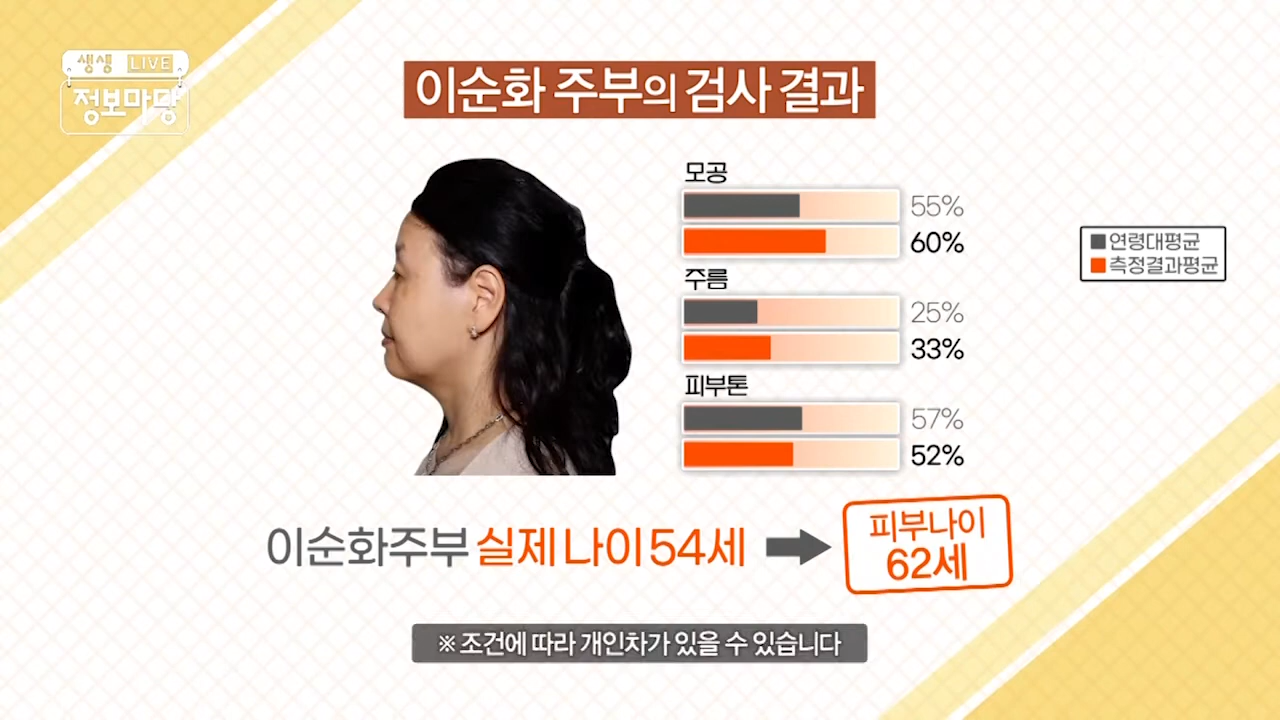 생생 LIVE
정보마당
이순화 주부의 검사 결과
모공
55%
60%
주름
25%
33%
피부톤
57%
52%
연령대평균
측정결과평균
이순화주부 실제 나이 54세
피부나이
62세
※ 조건에 따라 개인차가 있을 수 있습니다